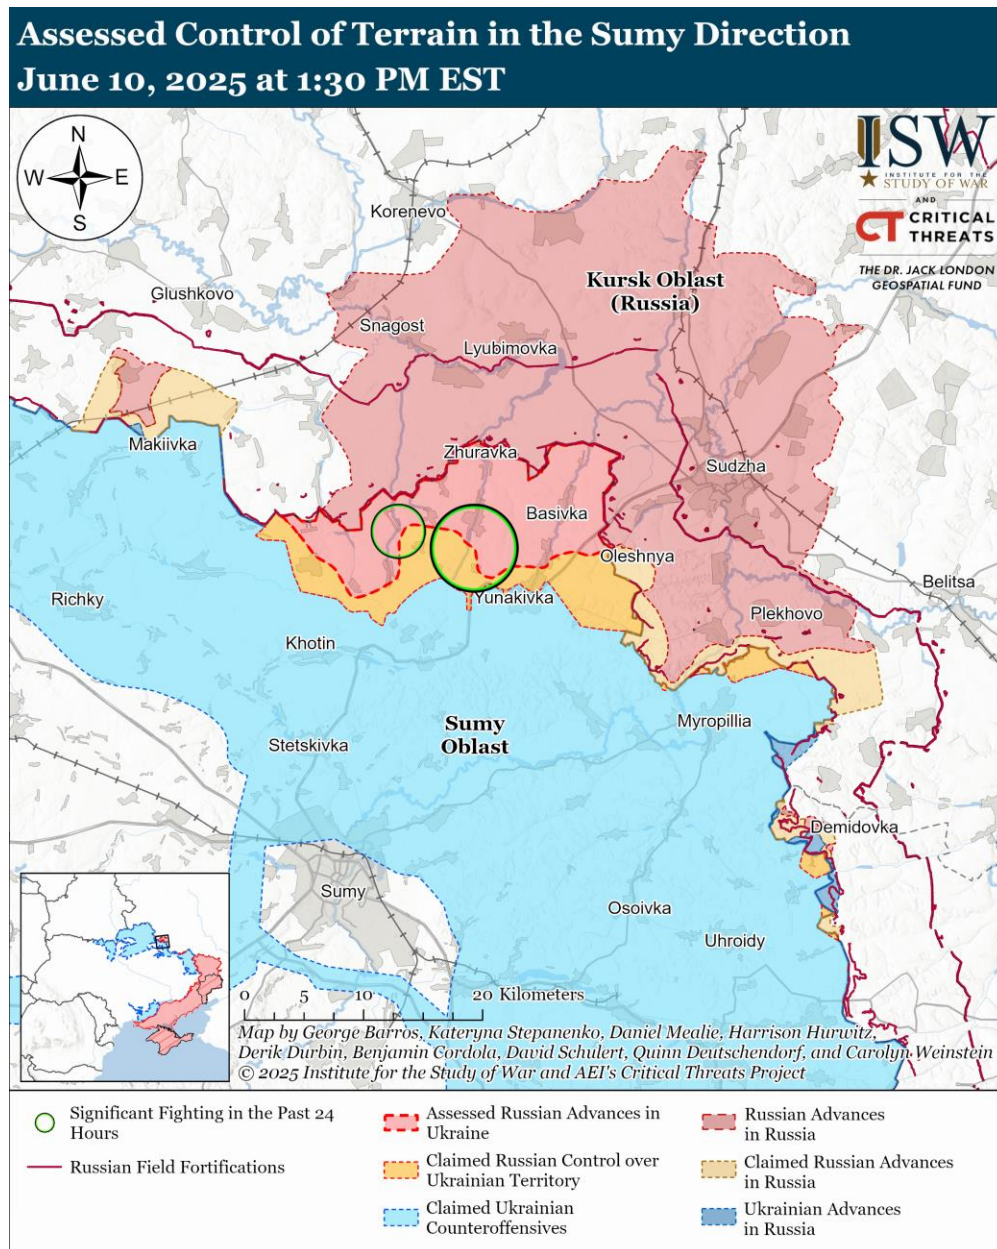 Assessed Control of Terrain in the Sumy Direction
June 10, 2025 at 1:30 PM EST
N
W
E
S
ISW
INSTITUTE FOR THE
STUDY OF WAR
AND
CT CRITICAL
THREATS
THE DR. JACK LONDON
GEOSPATIAL FUND
Korenevo
Kursk Oblast
(Russia)
Glushkovo
Snagost
Lyubimovka
Makiivka
Zhuravka
Sudzha
Basivka
Oleshnya
Belitsa
Richky
Yunakivka
Plekhovo
Khotin
Myropillia
Sumy
Oblast
Stetskivka
Demidovka
Sumy
Osoivka
Uhroidy
0 5 10 20 Kilometers
Map by George Barros, Kateryna Stepanenko, Daniel Mealie, Harrison Hurwitz,
Derik Durbin, Benjamin Cordola, David Schulert, Quinn Deutschendorf, and Carolyn Weinstein
© 2025 Institute for the Study of War and AEI's Critical Threats Project
Significant Fighting in the Past 24
Hours
Russian Field Fortifications
Assessed Russian Advances in
Ukraine
Claimed Russian Control over
Ukrainian Territory
Claimed Ukrainian
Counteroffensives
Russian Advances
in Russia
Claimed Russian Advances
in Russia
Ukrainian Advances
in Russia